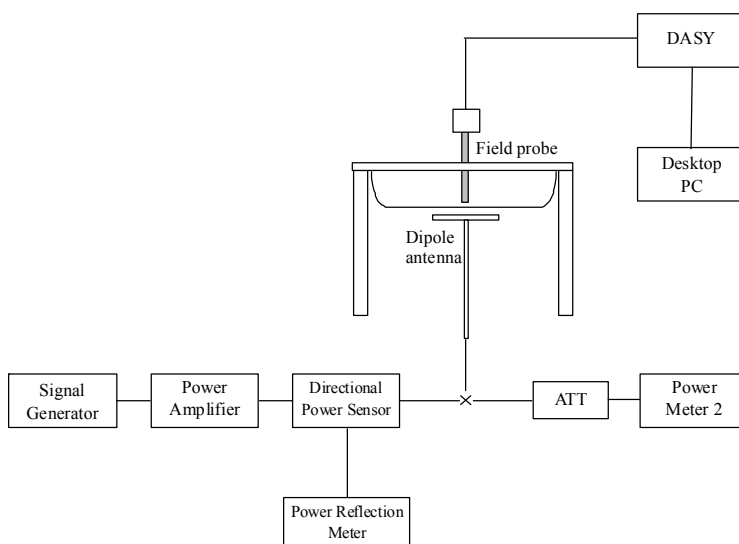 DASY
Field probe
Desktop
PC
Dipole
antenna
Signal
Generator
Power
Amplifier
Directional
Power Sensor
ATT
Power
Meter 2
Power Reflection
Meter